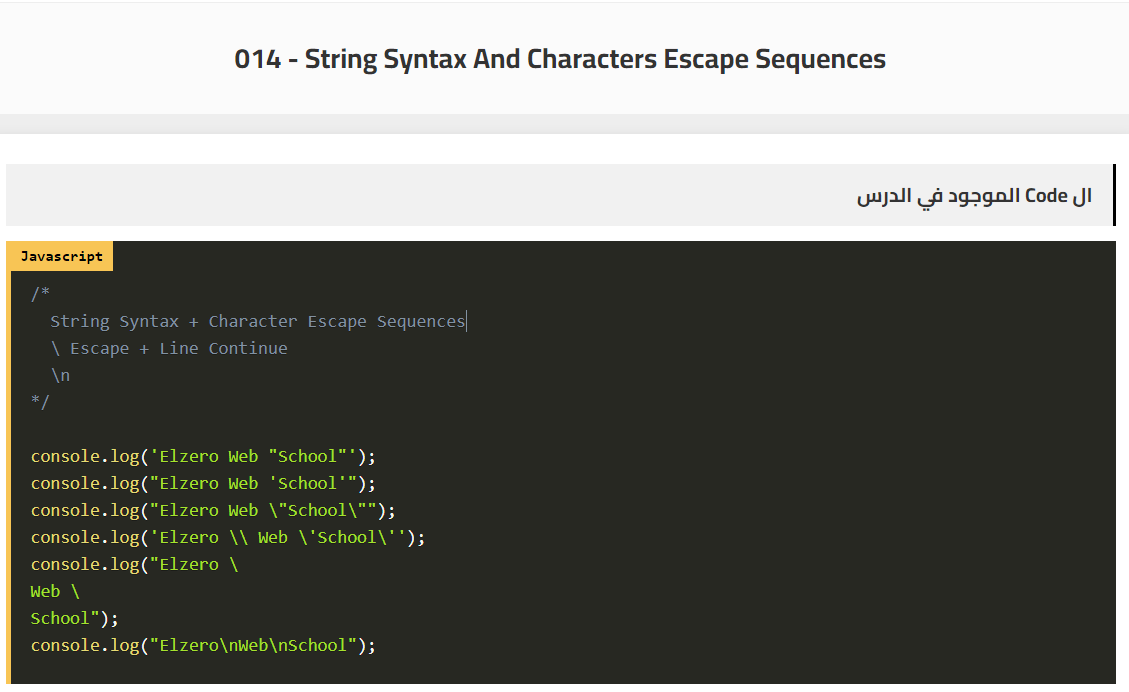 014 - String Syntax And Characters Escape Sequences
ال Code الموجود في الدرس
Javascript
/*
  String Syntax + Character Escape Sequences
  \ Escape + Line Continue
  \n
*/
console.log('Elzero Web "School"');
console.log("Elzero Web 'School'");
console.log("Elzero Web \"School\"");
console.log('Elzero \\ Web \'School\'');
console.log("Elzero \
Web \
School");
console.log("Elzero\nWeb\nSchool");